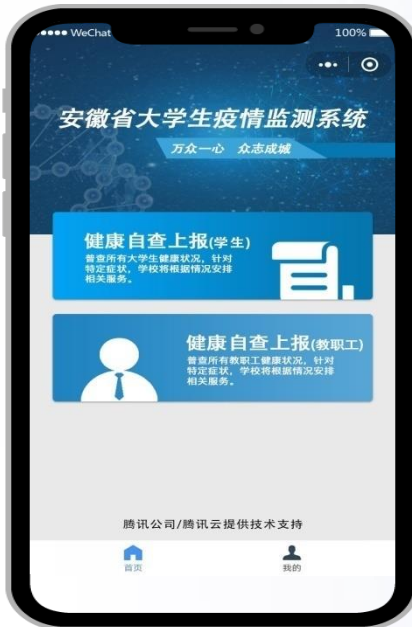 WeChat
100%
安徽省大学生疫情监测系统
万众一心 众志成城
健康自查上报(学生)
普查所有大学生健康状况，针对
特定症状，学校将根据情况安排
相关服务。
健康自查上报(教职工)
普查所有教职工健康状况，针对
特定症状，学校将根据情况安排
相关服务。
腾讯公司/腾讯云提供技术支持
首页
我的